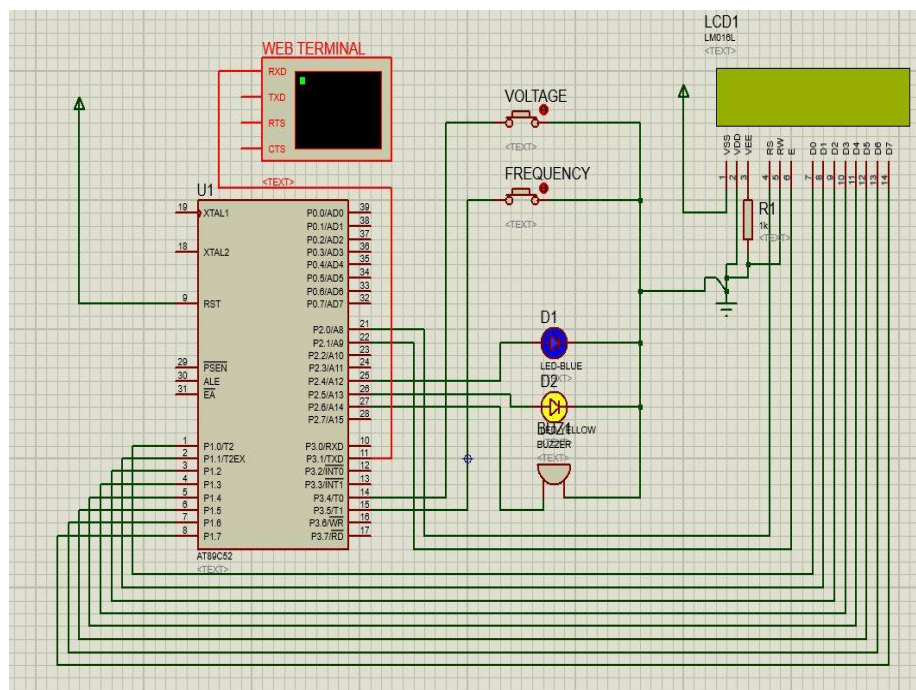 LCD1
LM016L
<TEXT>
WEB TERMINAL
RXD
TXD
RTS
CTS
<TEXT>
VOLTAGE
<TEXT>
FREQUENCY
<TEXT>
VSS VDD VEE RS RW E D0 D1 D2 D3 D4 D5 D6 D7
1 2 3 4 5 6 7 8 9 10 11 12 13 14
R1
1k
<TEXT>
U1
19 XTAL1 P0.0/AD0 39
P0.1/AD1 38
P0.2/AD2 37
18 XTAL2 P0.3/AD3 36
P0.4/AD4 35
P0.5/AD5 34
P0.6/AD6 33
9 RST P0.7/AD7 32
P2.0/A8 21
P2.1/A9 22
P2.2/A10 23
29 PSEN P2.3/A11 24
30 ALE P2.4/A12 25
31 EA P2.5/A13 26
P2.6/A14 27
P2.7/A15 28
1 P1.0/T2 P3.0/RXD 10
2 P1.1/T2EX P3.1/TXD 11
3 P1.2 P3.2/INT0 12
4 P1.3 P3.3/INT1 13
5 P1.4 P3.4/T0 14
6 P1.5 P3.5/T1 15
7 P1.6 P3.6/WR 16
8 P1.7 P3.7/RD 17
AT89C52
<TEXT>
D1
LED-BLUE
D2
BUZ1
LED-YELLOW
BUZZER
<TEXT>